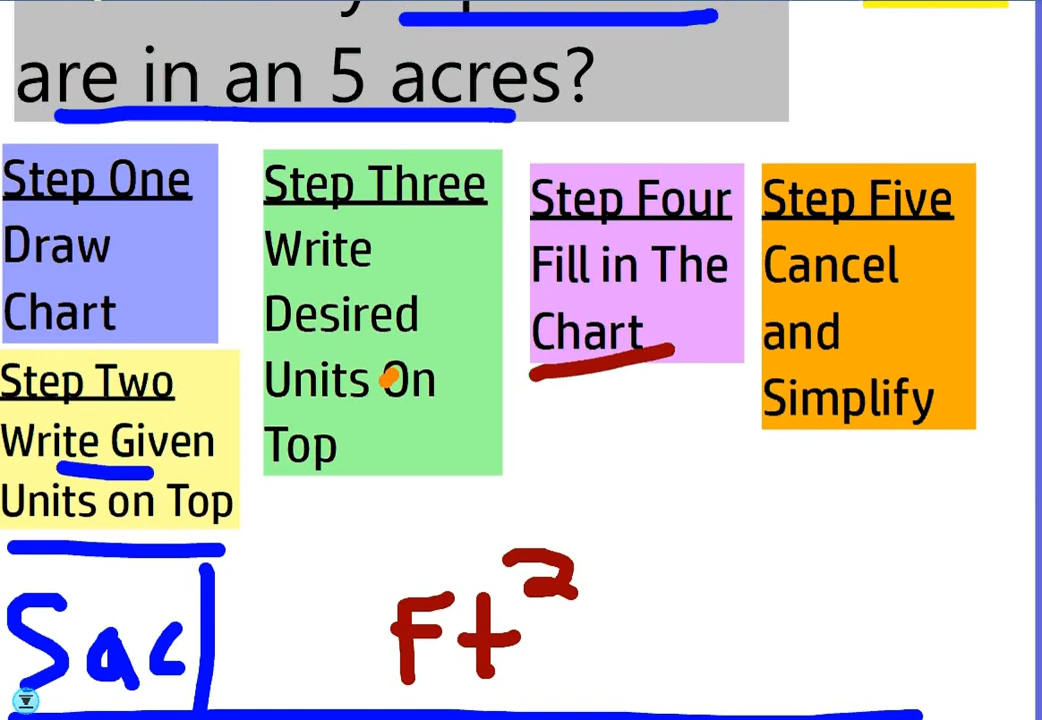 are in an 5 acres?
Step One
Draw
Chart
Step Two
Write Given
Units on Top
Step Three
Write
Desired
Units On
Top
Step Four
Fill in The
Chart
Step Five
Cancel
and
Simplify
5ac
Ft²